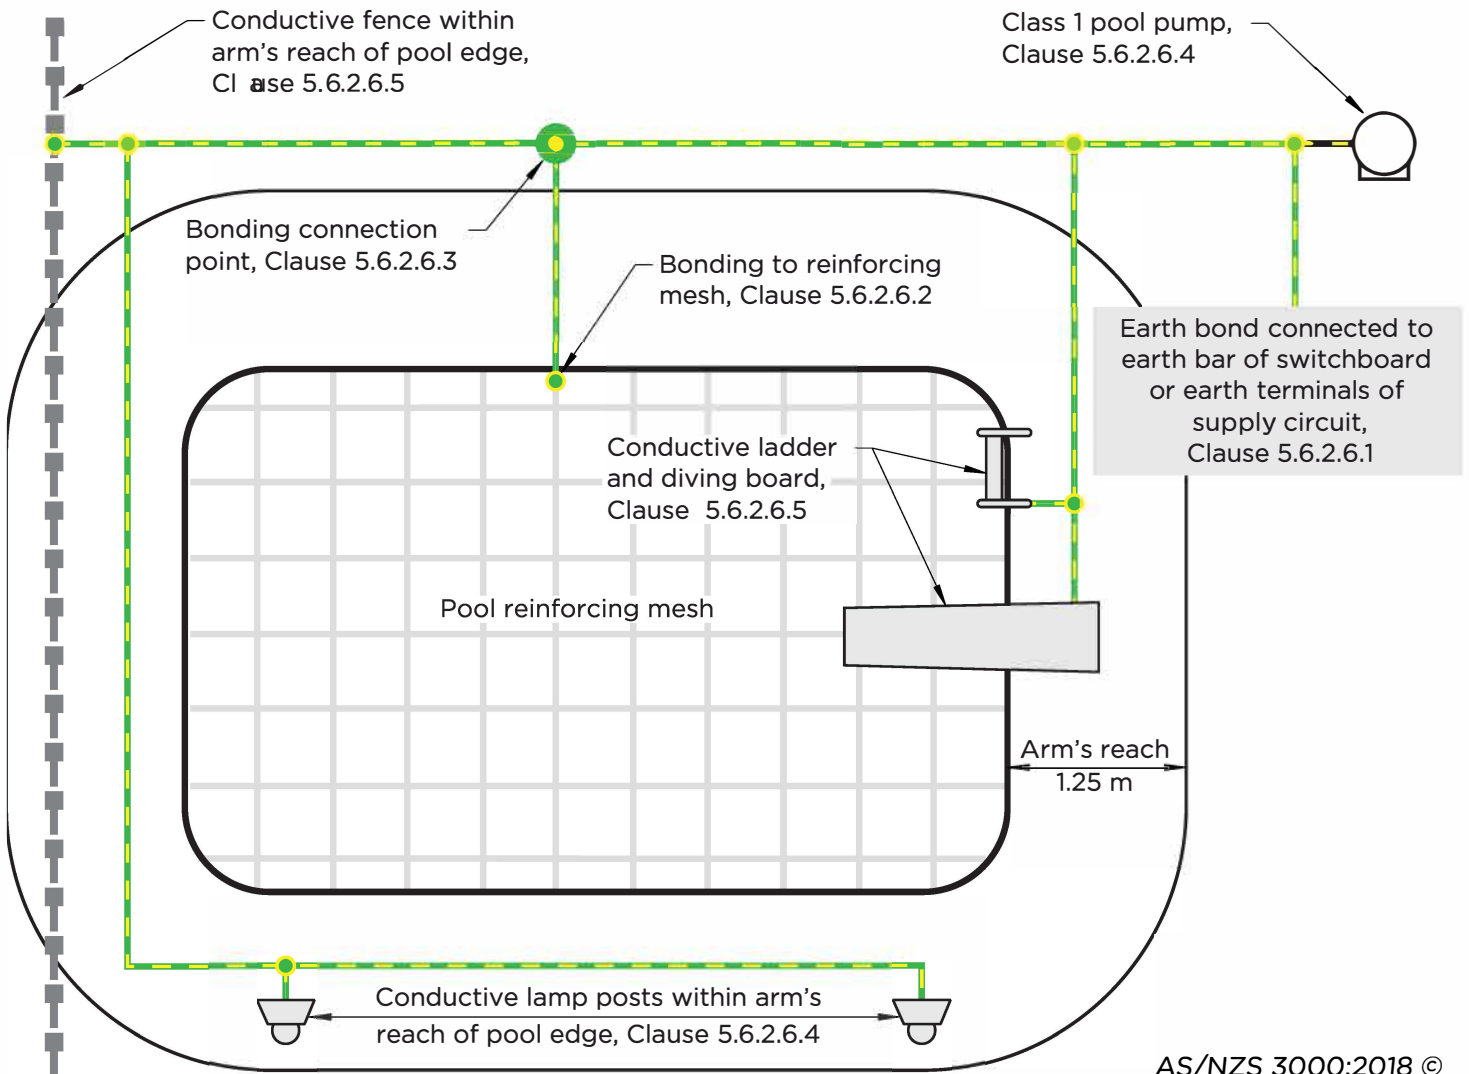 Conductive fence within
arm's reach of pool edge,
Cl ause 5.6.2.6.5
Class 1 pool pump,
Clause 5.6.2.6.4
Bonding connection
point, Clause 5.6.2.6.3
Bonding to reinforcing
mesh, Clause 5.6.2.6.2
Earth bond connected to
earth bar of switchboard
or earth terminals of
supply circuit,
Clause 5.6.2.6.1
Conductive ladder
and diving board,
Clause 5.6.2.6.5
Pool reinforcing mesh
Arm's reach
1.25 m
Conductive lamp posts within arm's
reach of pool edge, Clause 5.6.2.6.4
AS/NZS 3000:2018 ©